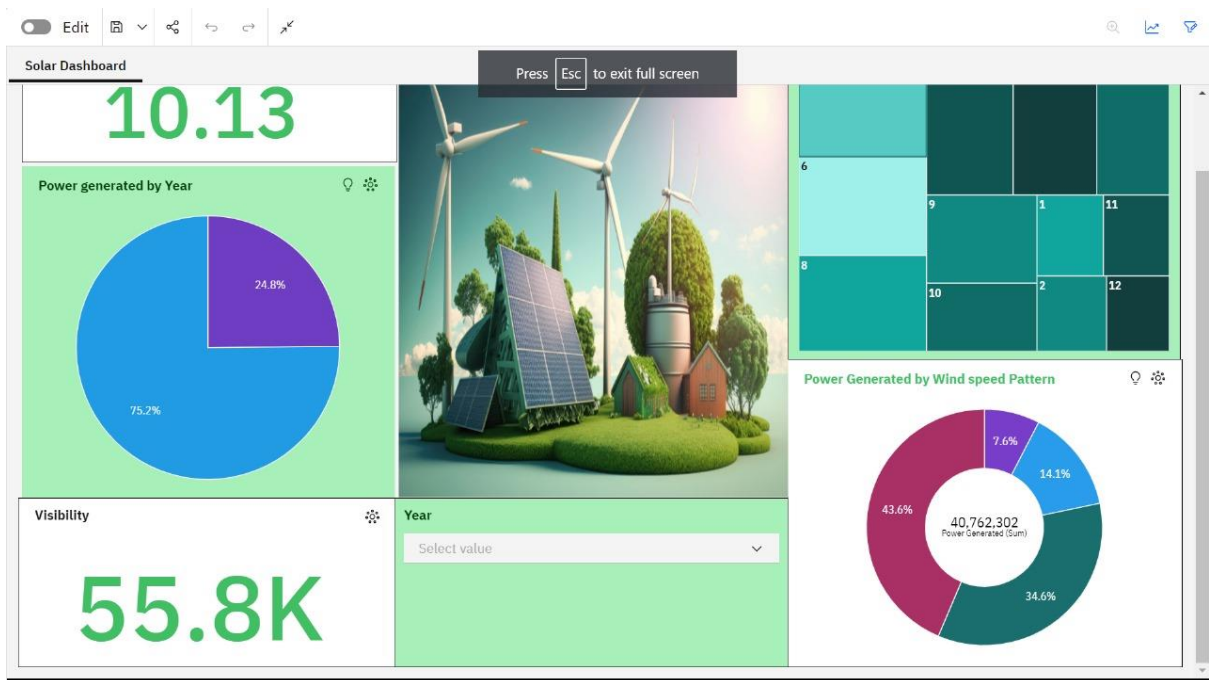 Edit
Solar Dashboard
Press Esc to exit full screen
10.13
Power generated by Year
24.8%
75.2%
6
8
9
1
11
10
2
12
Power Generated by Wind speed Pattern
7.6%
14.1%
43.6%
40,762,302
Power Generated (Sum)
34.6%
Visibility
55.8K
Year
Select value